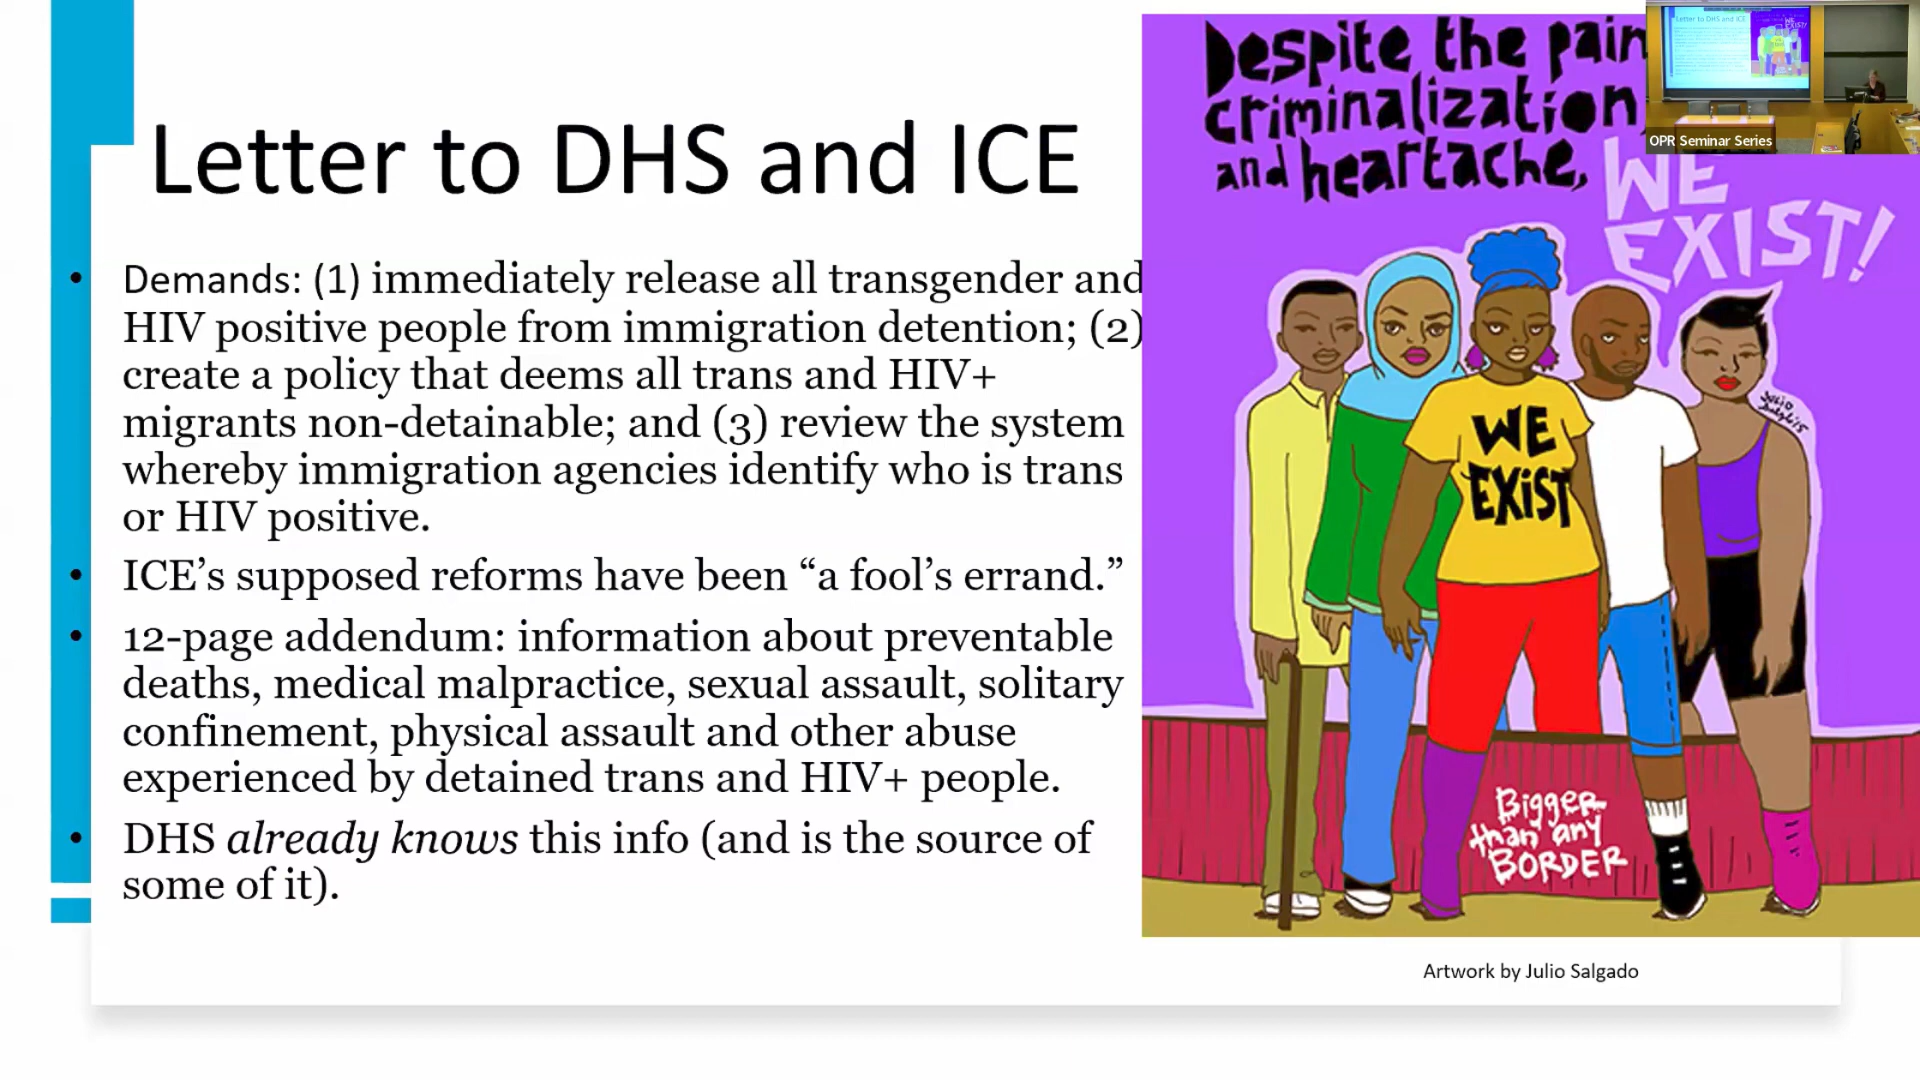 Letter to DHS and ICE
• Demands: (1) immediately release all transgender and
HIV positive people from immigration detention; (2)
create a policy that deems all trans and HIV+
migrants non-detainable; and (3) review the system
whereby immigration agencies identify who is trans
or HIV positive.
• ICE’s supposed reforms have been “a fool’s errand.”
• 12-page addendum: information about preventable
deaths, medical malpractice, sexual assault, solitary
confinement, physical assault and other abuse
experienced by detained trans and HIV+ people.
• DHS already knows this info (and is the source of
some of it).
Despite the pain
criminalization
and heartache,
WE
EXIST!
WE
EXiST
Bigger
than any
BORDER
Artwork by Julio Salgado
Letter to DHS and ICE
OPR Seminar Series